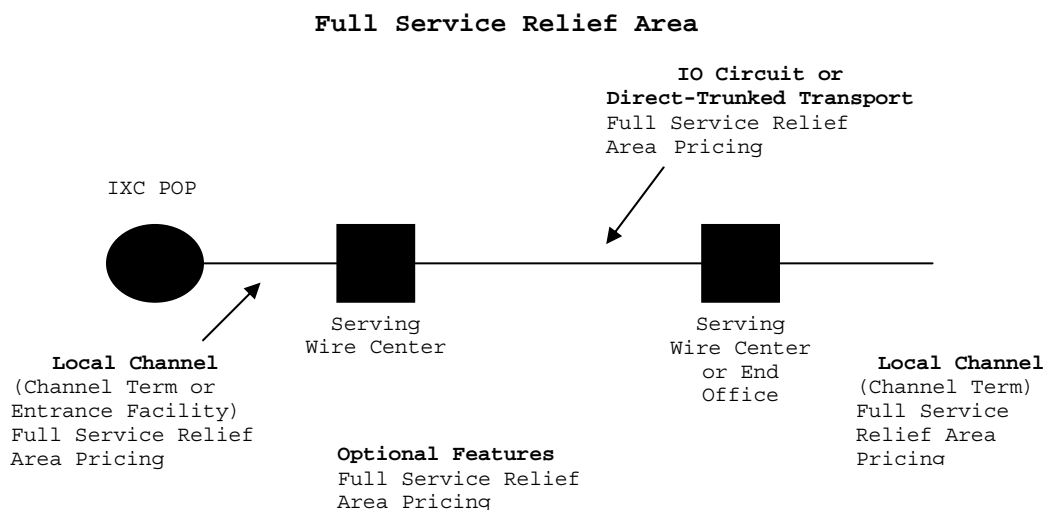 Full Service Relief Area
IO Circuit or
Direct-Trunked Transport
Full Service Relief
Area Pricing
IXC POP
Serving
Wire Center
Serving
Wire Center
or End
Office
Local Channel
(Channel Term or
Entrance Facility)
Full Service Relief
Area Pricing
Optional Features
Full Service Relief
Area Pricing
Local Channel
(Channel Term)
Full Service
Relief Area
Pricing